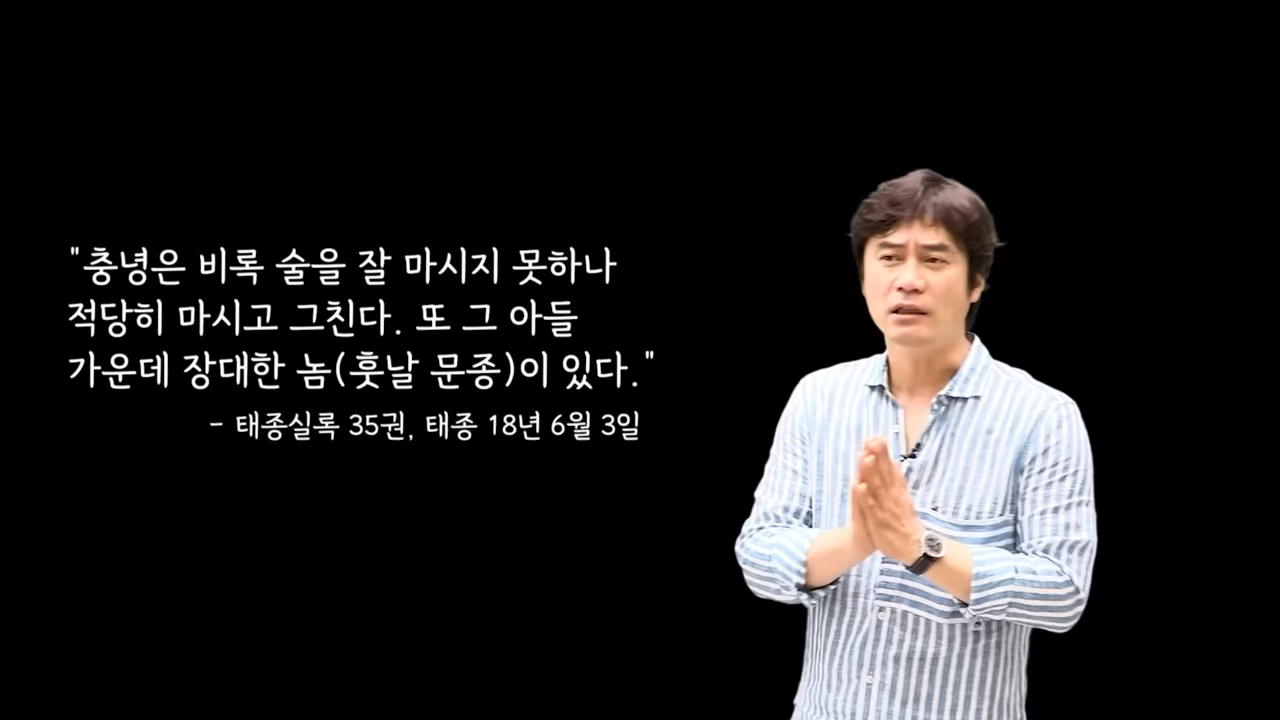 "충녕은 비록 술을 잘 마시지 못하나
적당히 마시고 그친다. 또 그 아들
가운데 장대한 놈(훗날 문종)이 있다."
- 태종실록 35권, 태종 18년 6월 3일